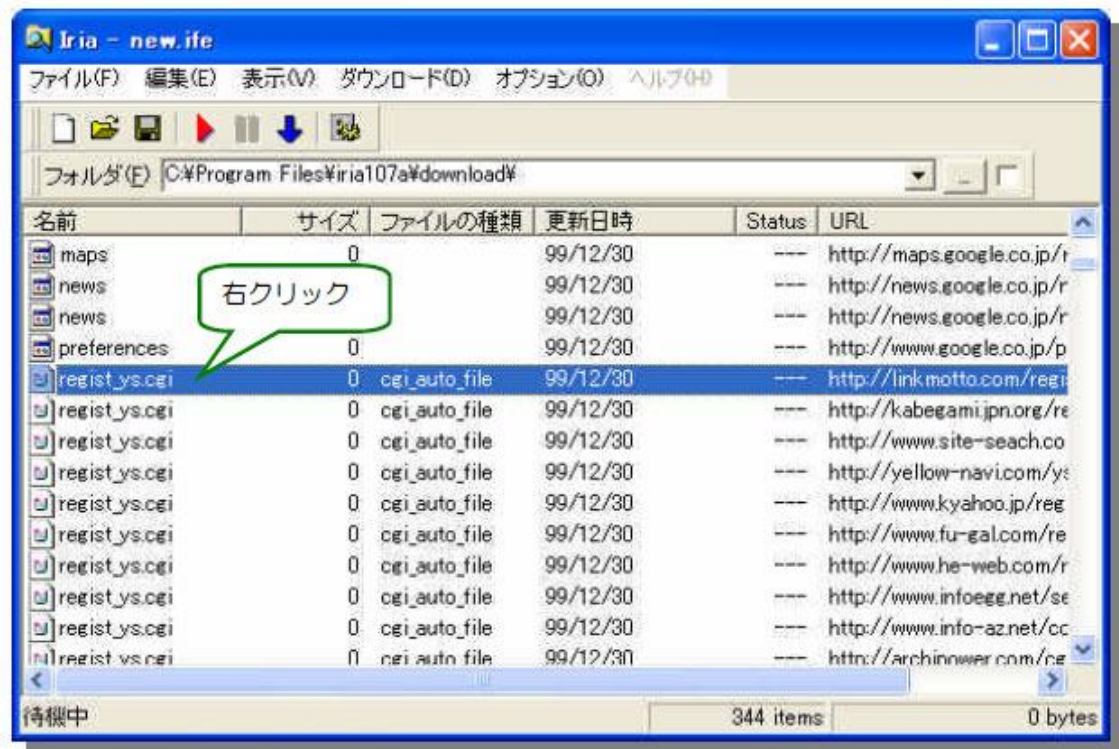 Iria - new.ife
ファイル(F) 編集(E) 表示(V) ダウンロード(D) オプション(O) ヘルプ(H)
フォルダ(F) C:¥Program Files¥iria107a¥download¥ ...
名前 サイズ ファイルの種類 更新日時 Status URL
maps 0 99/12/30 --- http://maps.google.co.jp/
news 99/12/30 --- http://news.google.co.jp/
右クリック
news 99/12/30 --- http://news.google.co.jp/
preferences 0 99/12/30 --- http://www.google.co.jp/p
regist_ys.cgi 0 cgi_auto_file 99/12/30 --- http://linkmotto.com/regi
regist_ys.cgi 0 cgi_auto_file 99/12/30 --- http://kabegami.jpn.org/re
regist_ys.cgi 0 cgi_auto_file 99/12/30 --- http://www.site-seach.co
regist_ys.cgi 0 cgi_auto_file 99/12/30 --- http://yellow-navi.com/ys
regist_ys.cgi 0 cgi_auto_file 99/12/30 --- http://www.kyahoo.jp/reg
regist_ys.cgi 0 cgi_auto_file 99/12/30 --- http://www.fu-gal.com/re
regist_ys.cgi 0 cgi_auto_file 99/12/30 --- http://www.he-web.com/r
regist_ys.cgi 0 cgi_auto_file 99/12/30 --- http://www.infoegg.net/se
regist_ys.cgi 0 cgi_auto_file 99/12/30 --- http://www.info-az.net/cc
regist_ys.cgi 0 cgi_auto_file 99/12/30 --- http://archipower.com/cg
待機中 344 items 0 bytes